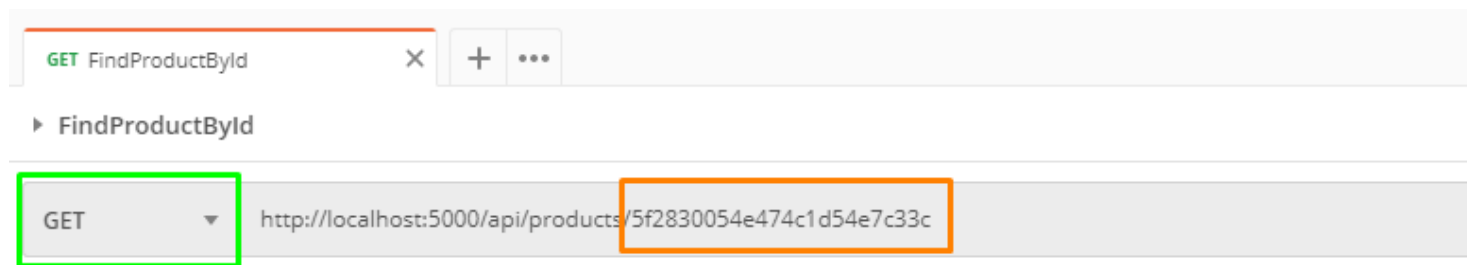 GET FindProductById × + •••
FindProductById
GET http://localhost:5000/api/products/5f2830054e474c1d54e7c33c